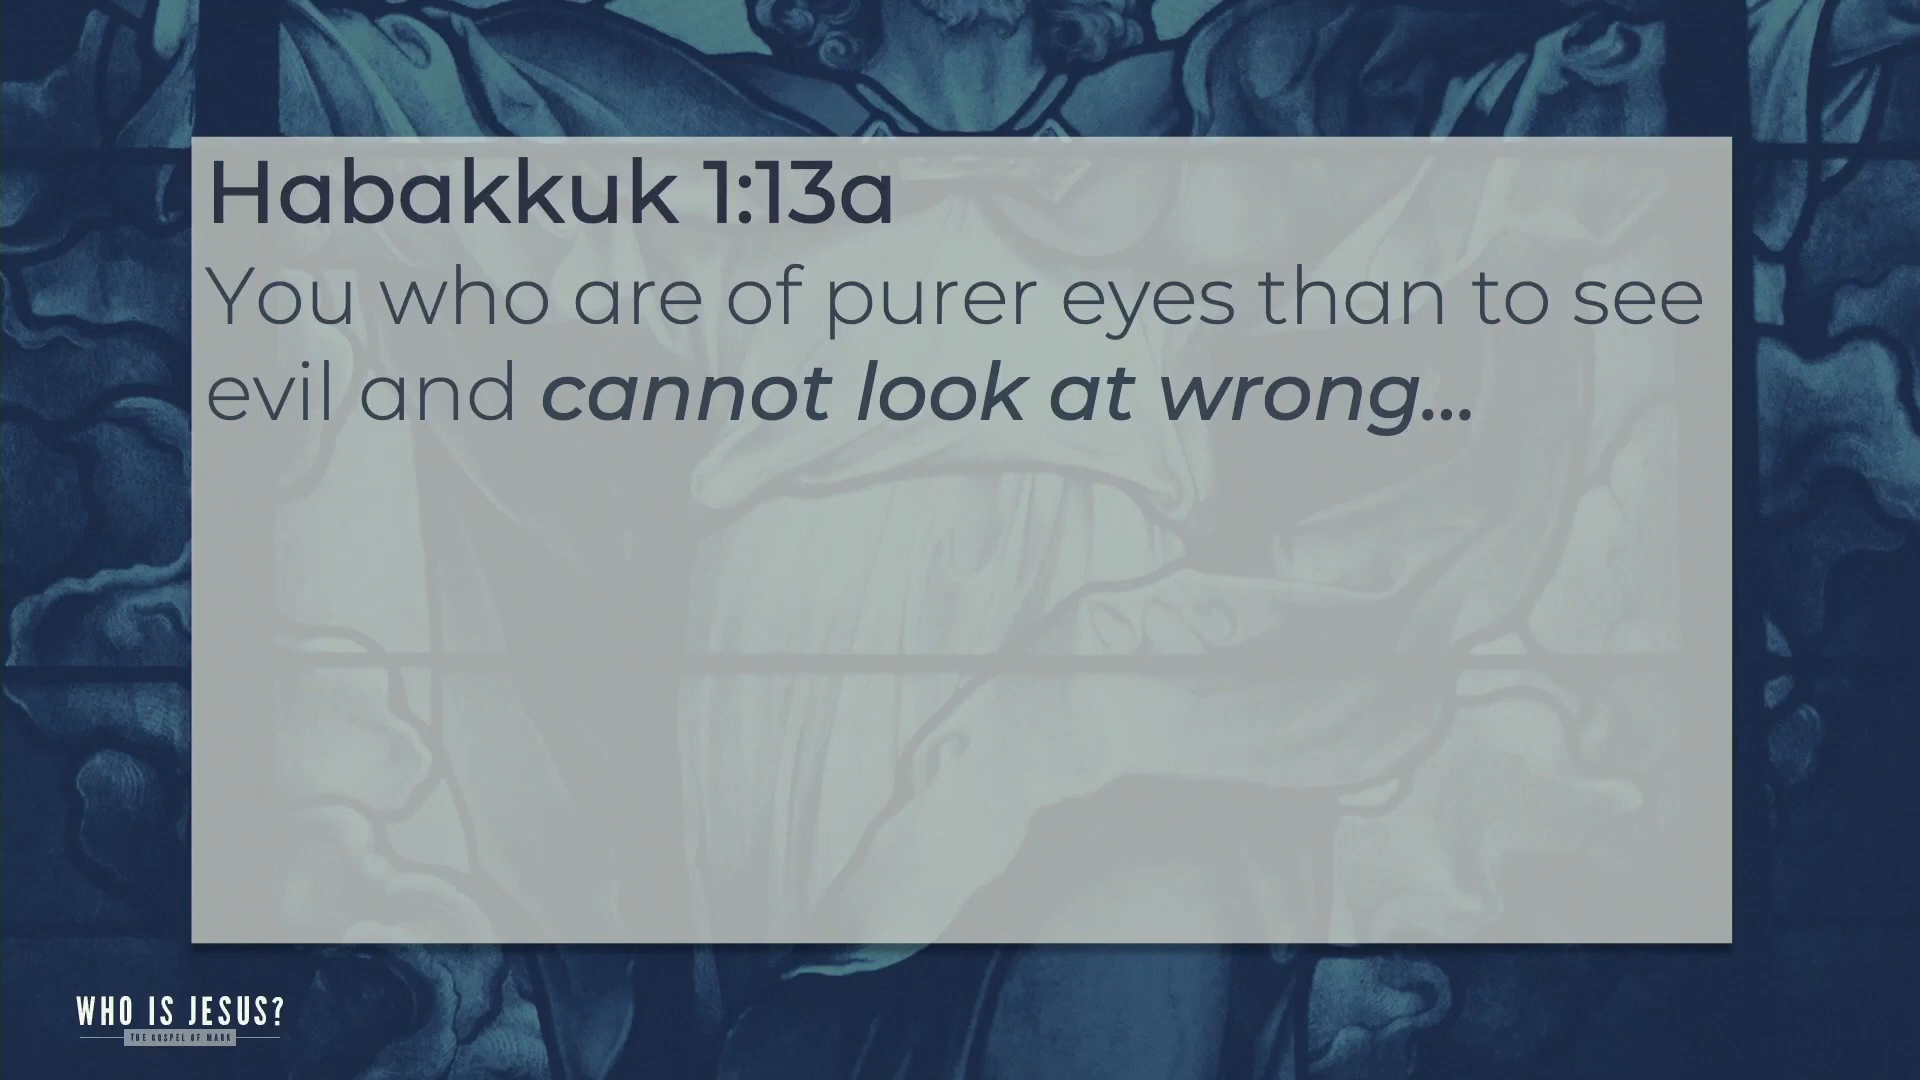 Habakkuk 1:13a
You who are of purer eyes than to see
evil and cannot look at wrong...
WHO IS JESUS?
THE GOSPEL OF MARK